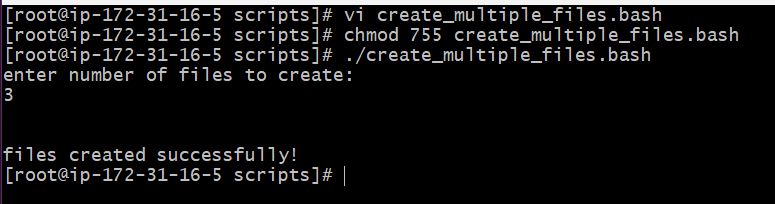 [root@ip-172-31-16-5 scripts]# vi create_multiple_files.bash
[root@ip-172-31-16-5 scripts]# chmod 755 create_multiple_files.bash
[root@ip-172-31-16-5 scripts]# ./create_multiple_files.bash
enter number of files to create:
3
files created successfully!
[root@ip-172-31-16-5 scripts]#